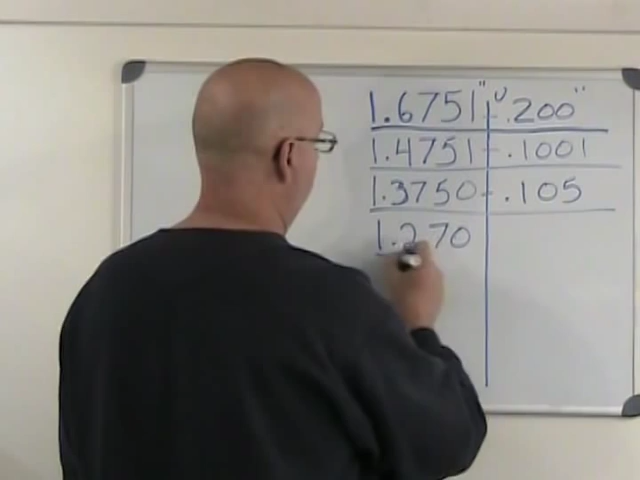 1.6751" - .200"
1.4751 - .1001
1.3750 - .105
1.270